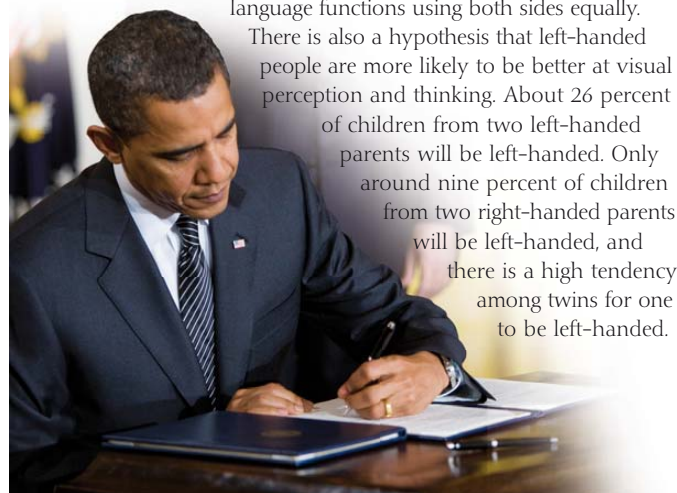 language functions using both sides equally.
There is also a hypothesis that left-handed
people are more likely to be better at visual
perception and thinking. About 26 percent
of children from two left-handed
parents will be left-handed. Only
around nine percent of children
from two right-handed parents
will be left-handed, and
there is a high tendency
among twins for one
to be left-handed.